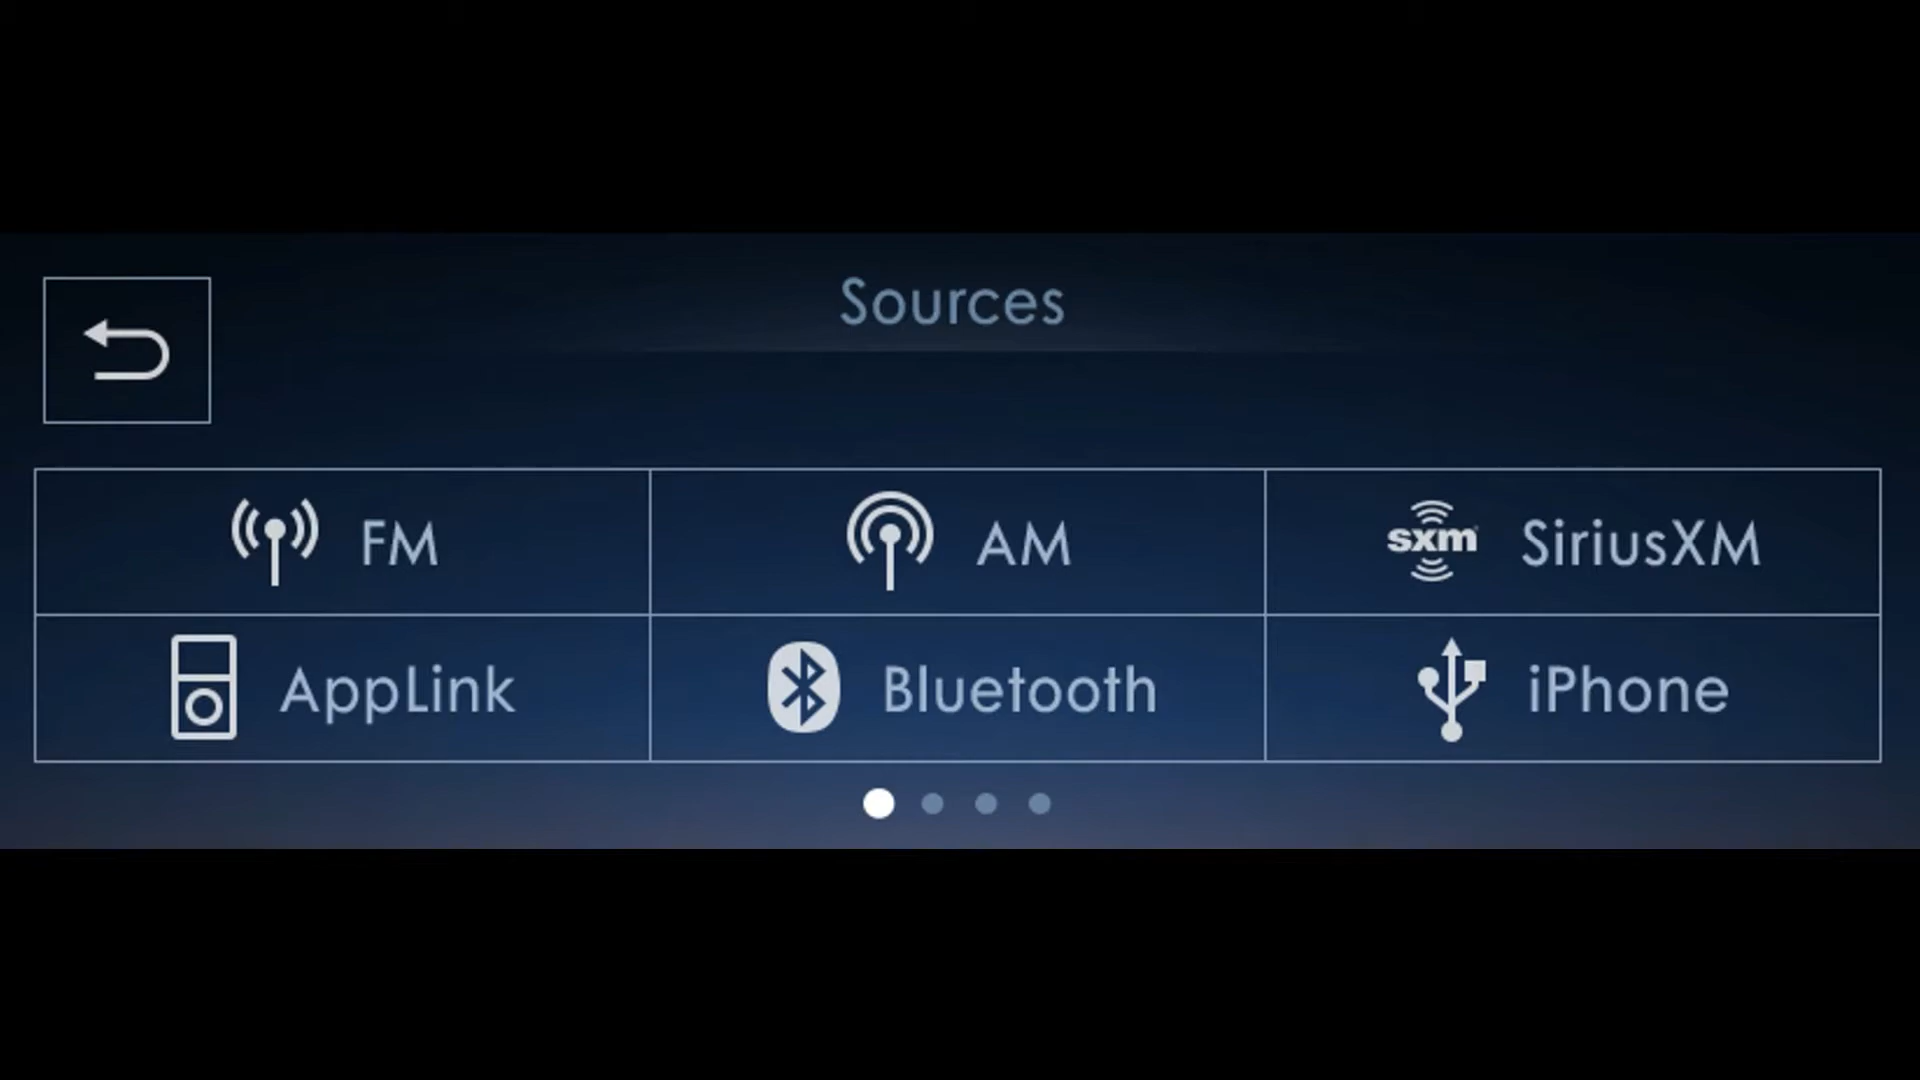 Sources
FM
AM
sxm SiriusXM
AppLink
Bluetooth
iPhone